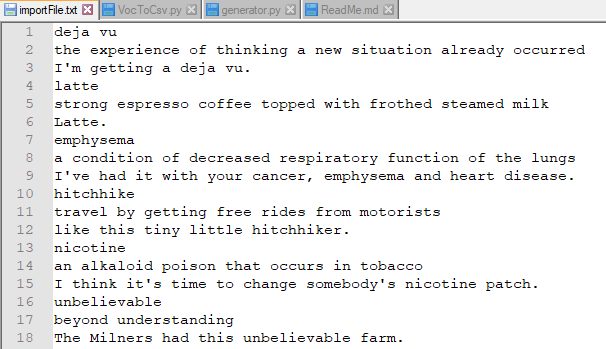 importFile.txt VocToCsv.py generator.py ReadMe.md
1 deja vu
2 the experience of thinking a new situation already occurred
3 I'm getting a deja vu.
4 latte
5 strong espresso coffee topped with frothed steamed milk
6 Latte.
7 emphysema
8 a condition of decreased respiratory function of the lungs
9 I've had it with your cancer, emphysema and heart disease.
10 hitchhike
11 travel by getting free rides from motorists
12 like this tiny little hitchhiker.
13 nicotine
14 an alkaloid poison that occurs in tobacco
15 I think it's time to change somebody's nicotine patch.
16 unbelievable
17 beyond understanding
18 The Milners had this unbelievable farm.